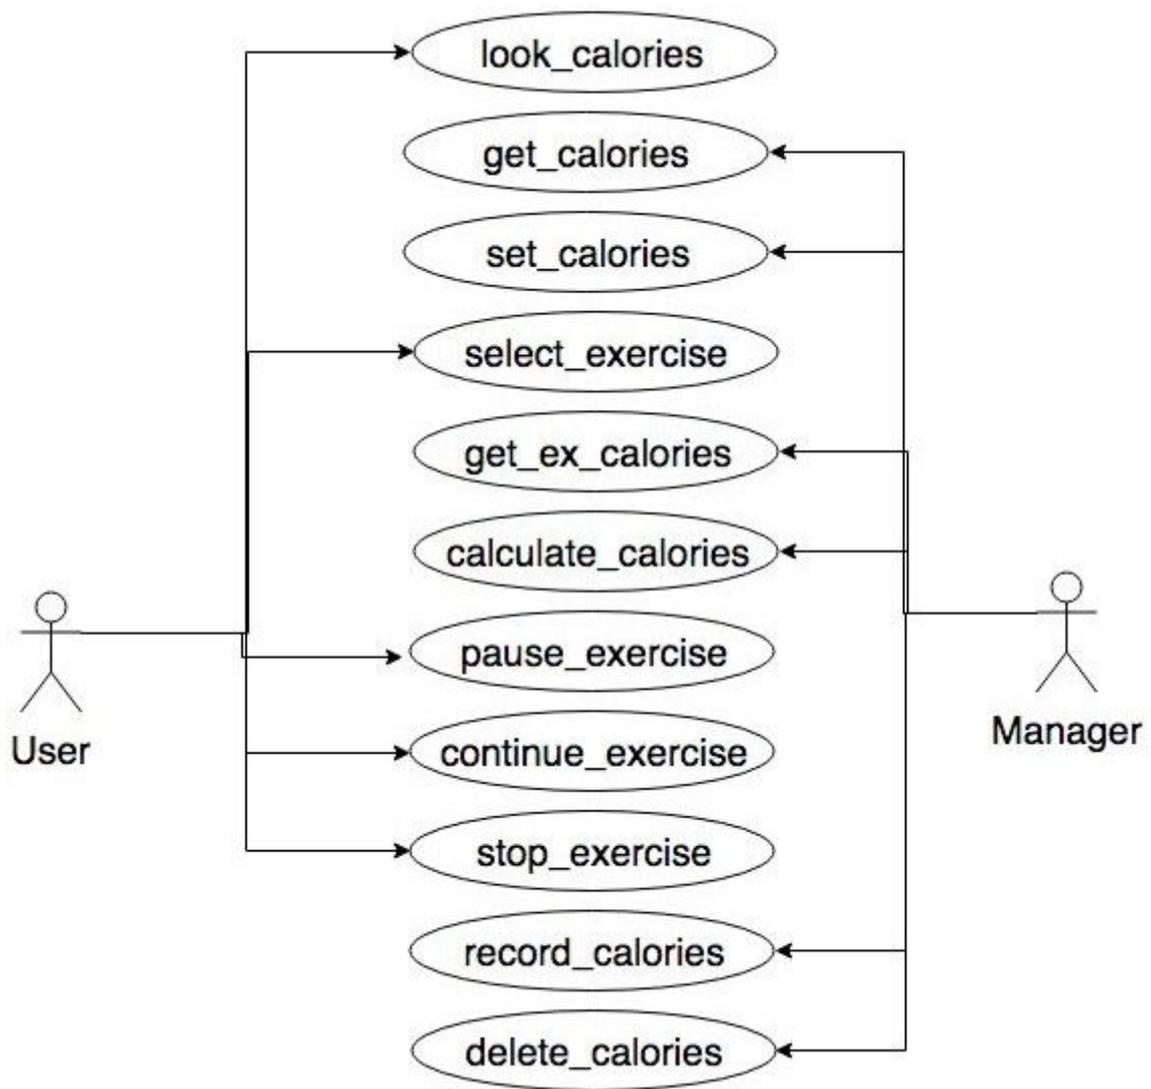 look_calories
get_calories
set_calories
select_exercise
get_ex_calories
calculate_calories
pause_exercise
User
Manager
continue_exercise
stop_exercise
record_calories
delete_calories